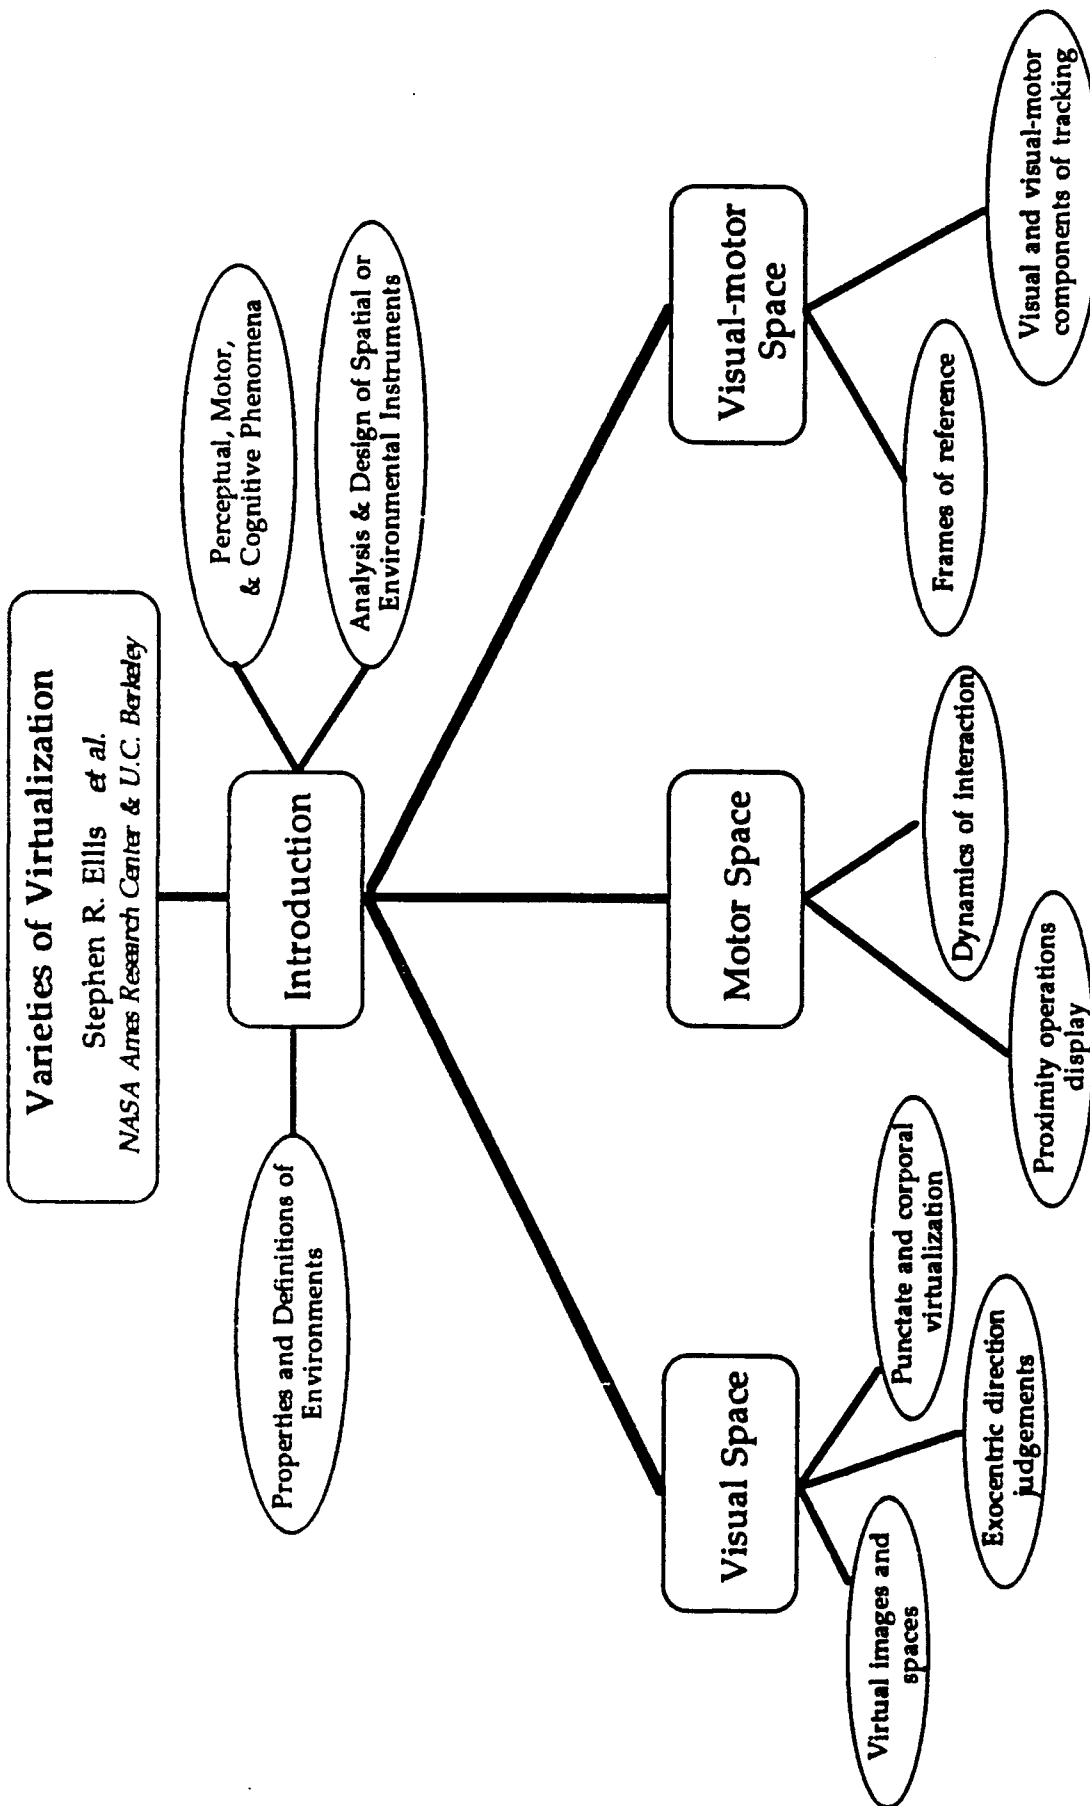 Varieties of Virtualization
Stephen R. Ellis et al.
NASA Ames Research Center & U.C. Berkeley
Properties and Definitions of
Environments
Introduction
Perceptual, Motor,
& Cognitive Phenomena
Analysis & Design of Spatial or
Environmental Instruments
Visual Space
Motor Space
Visual-motor
Space
Virtual images and
spaces
Exocentric direction
judgements
Punctate and corporal
virtualization
Proximity operations
display
Dynamics of interaction
Frames of reference
Visual and visual-motor
components of tracking